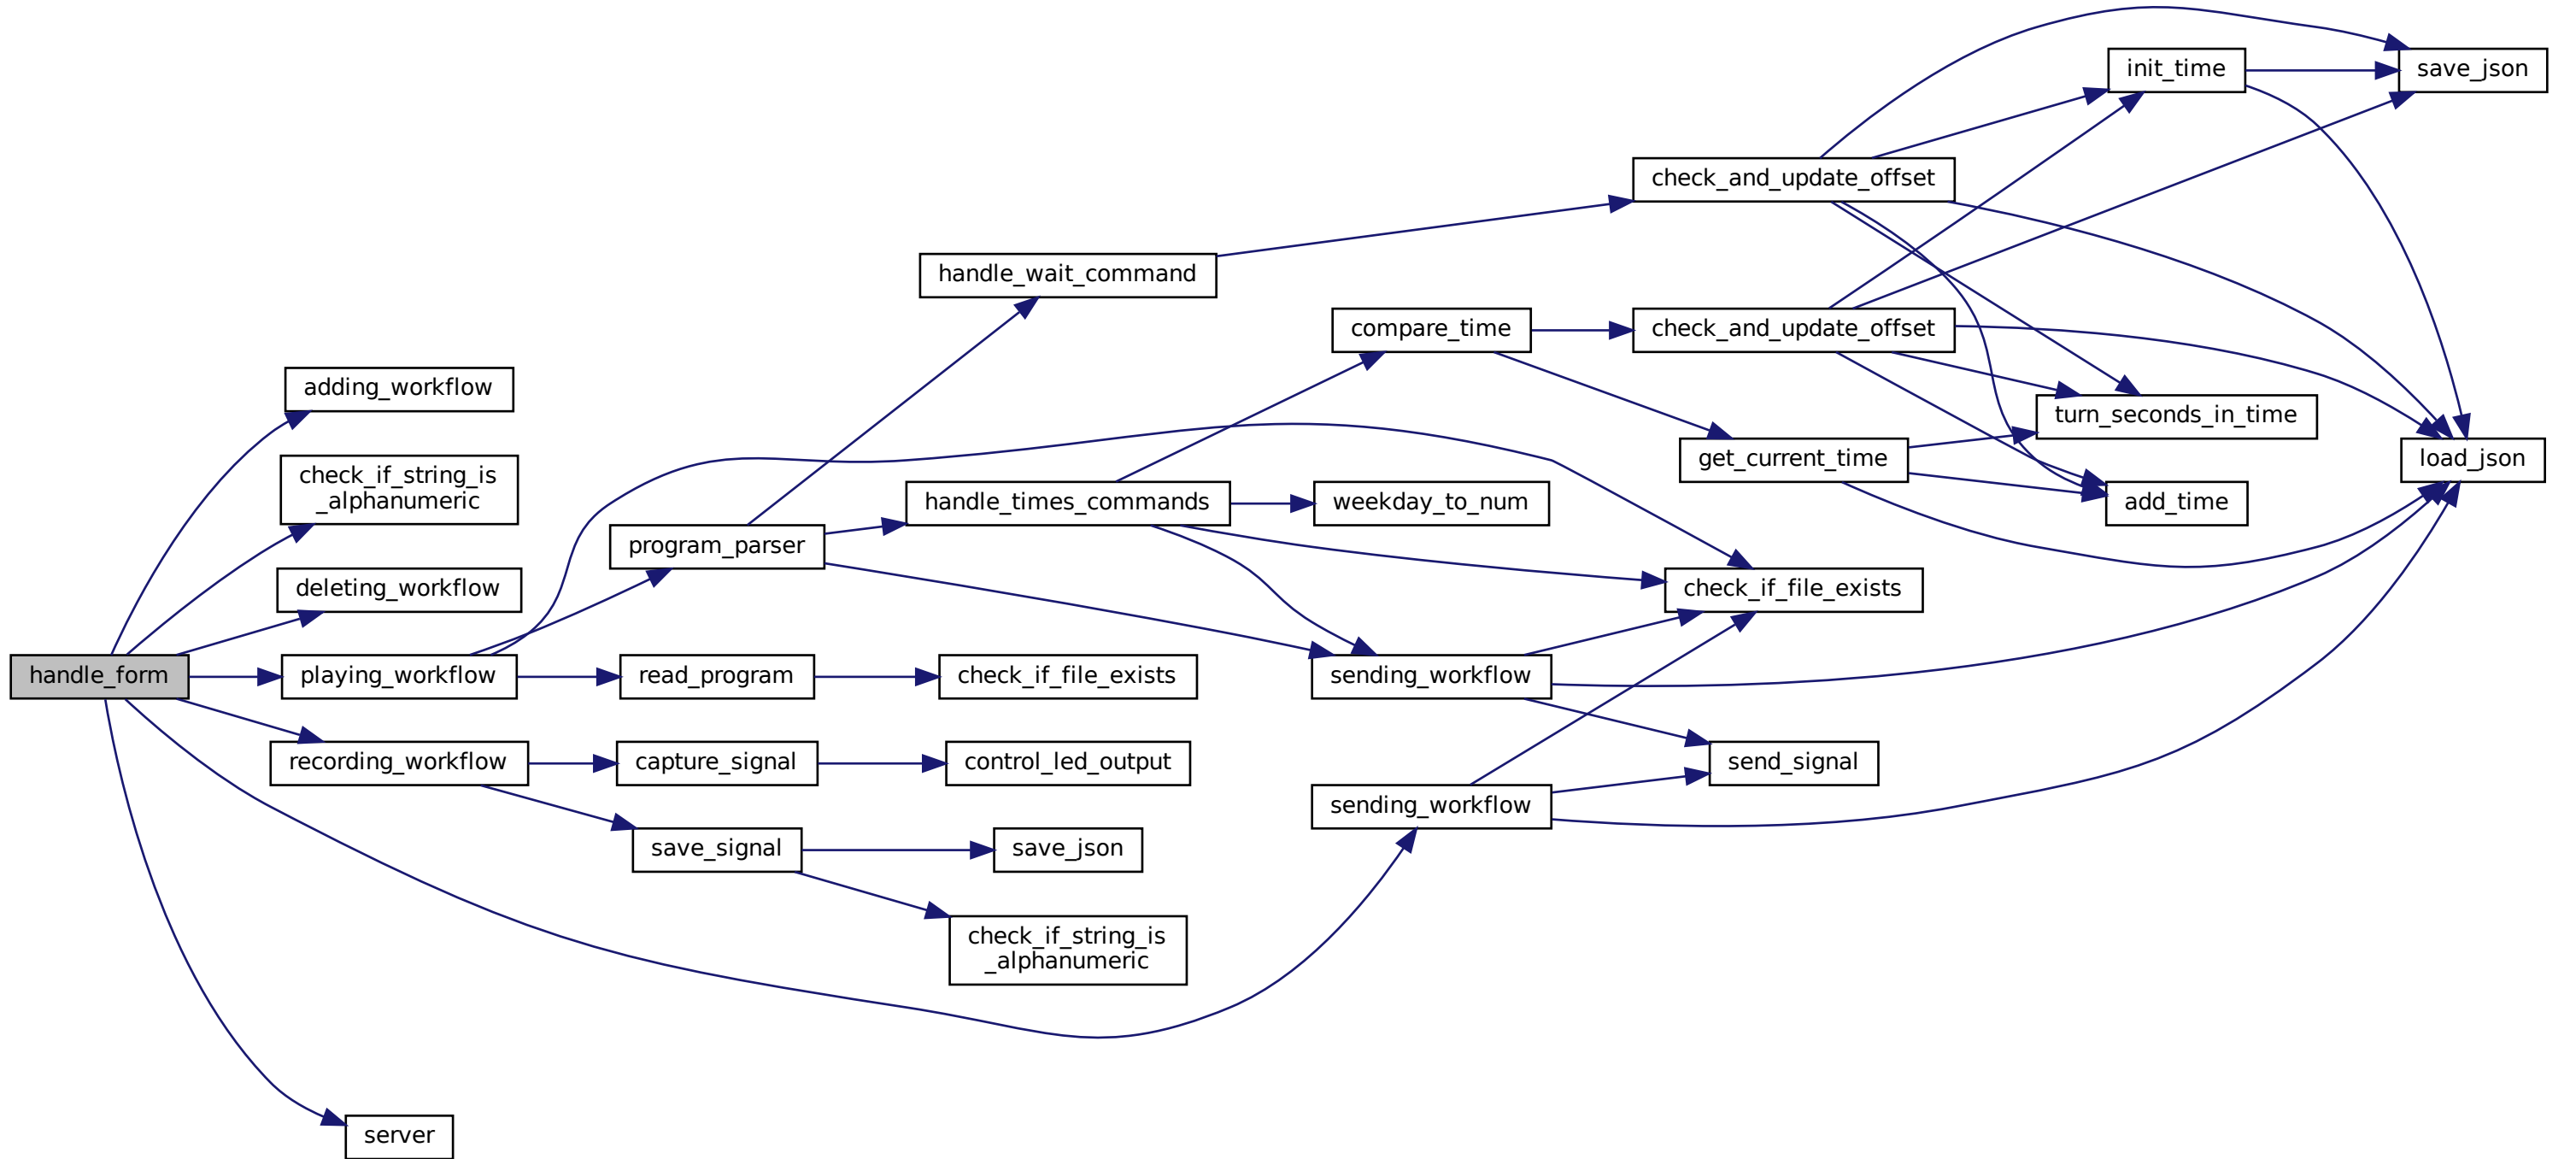 init_time
save_json
check_and_update_offset
handle_wait_command
compare_time
check_and_update_offset
adding_workflow
turn_seconds_in_time
get_current_time
load_json
check_if_string_is
_alphanumeric
handle_times_commands
weekday_to_num
add_time
program_parser
deleting_workflow
check_if_file_exists
handle_form
playing_workflow
read_program
check_if_file_exists
sending_workflow
recording_workflow
capture_signal
control_led_output
send_signal
sending_workflow
save_signal
save_json
check_if_string_is
_alphanumeric
server